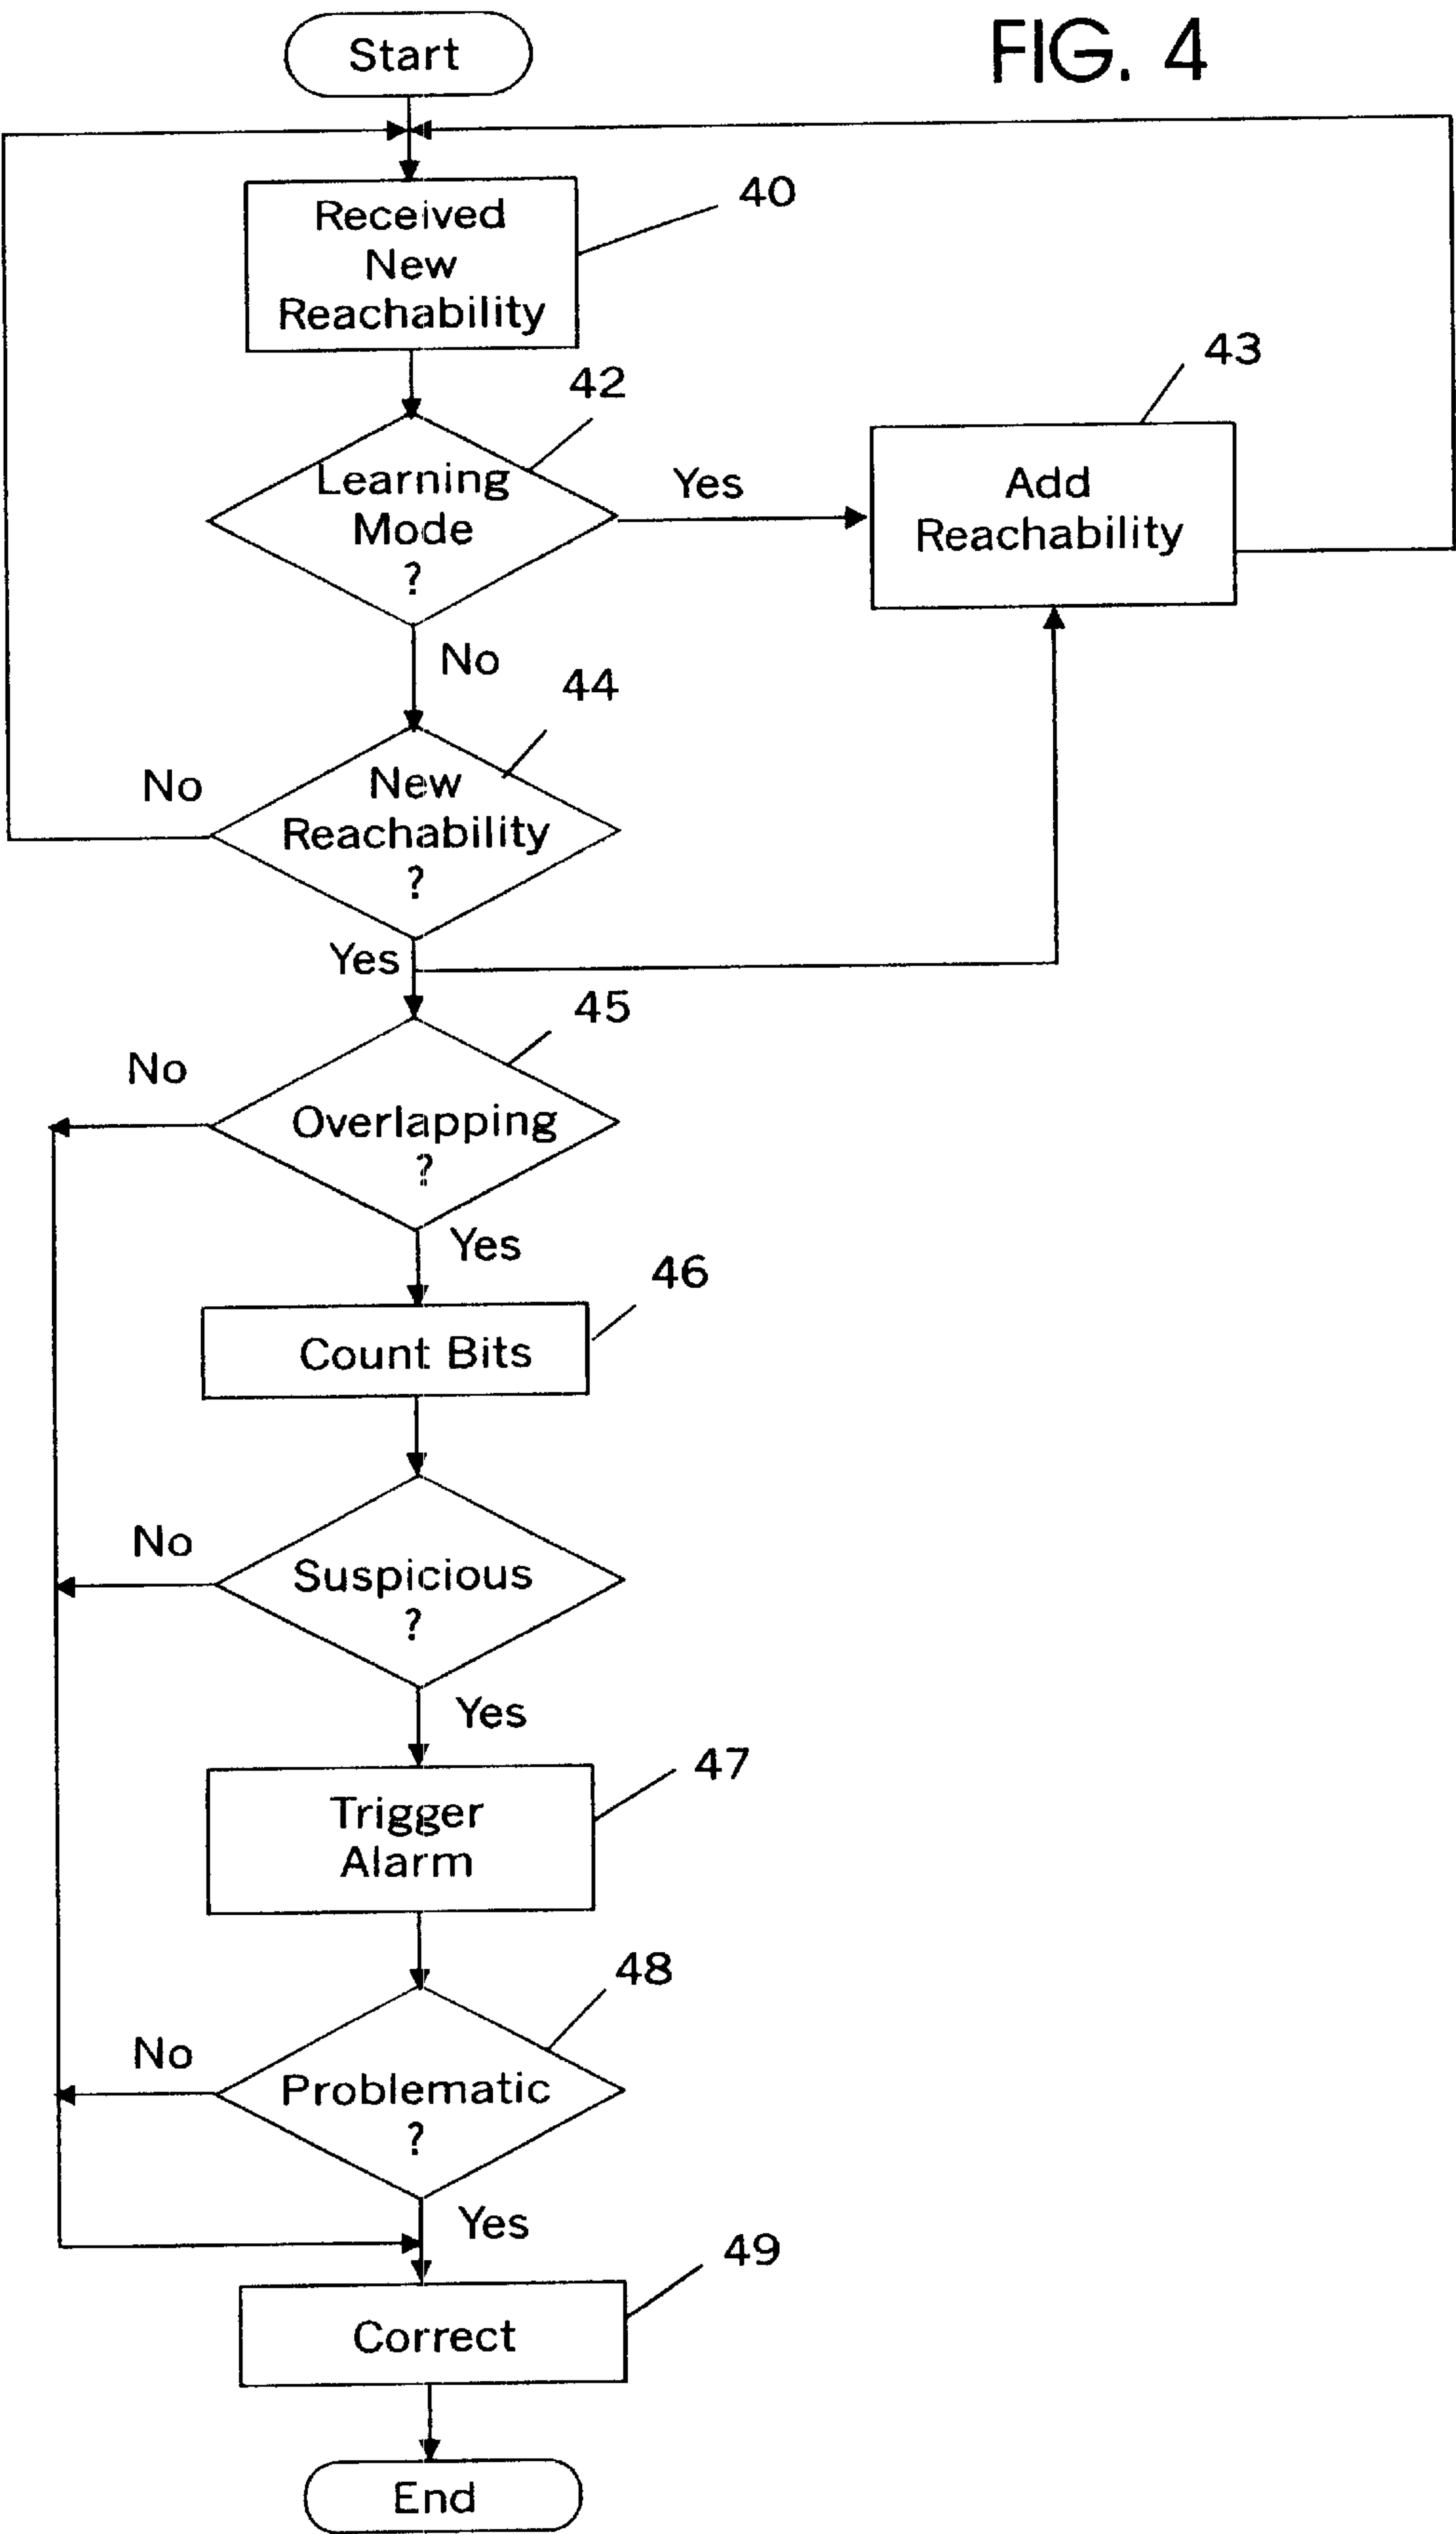 FIG. 4
Start
Received
New
Reachability
40
42
Learning
Mode
?
Yes
43
Add
Reachability
No
44
New
Reachability
?
No
Yes
45
Overlapping
?
No
Yes
46
Count Bits
Suspicious
?
No
Yes
47
Trigger
Alarm
48
Problematic
?
No
Yes
49
Correct
End